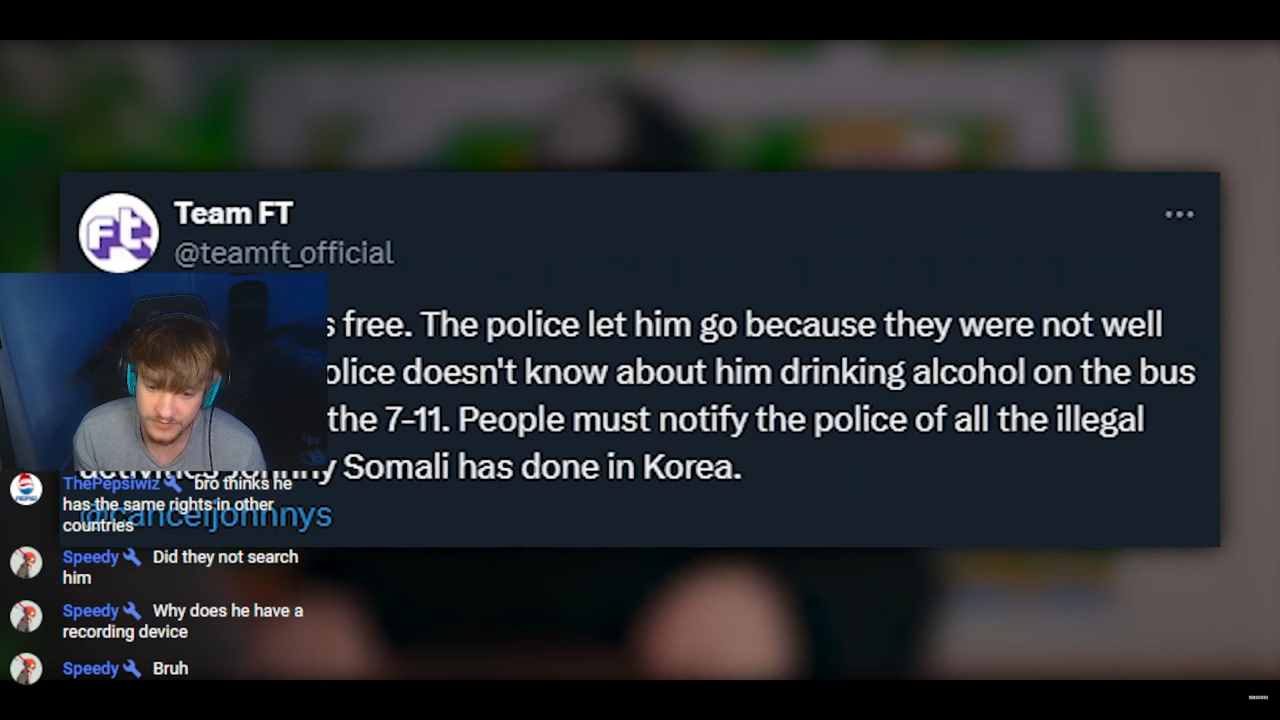 Team FT
@teamft_official
s free. The police let him go because they were not well
olice doesn't know about him drinking alcohol on the bus
the 7-11. People must notify the police of all the illegal
activities Johnny Somali has done in Korea.
@canceljohnnys
ThePepsiwiz bro thinks he
has the same rights in other
countries
Speedy Did they not search
him
Speedy Why does he have a
recording device
Speedy Bruh